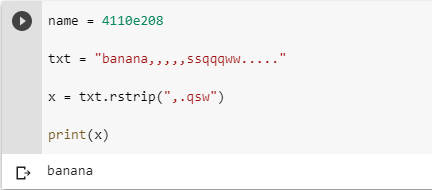 name = 4110e208
txt = "banana,,,,,ssqqqww....."
x = txt.rstrip(",.qsw")
print(x)
banana